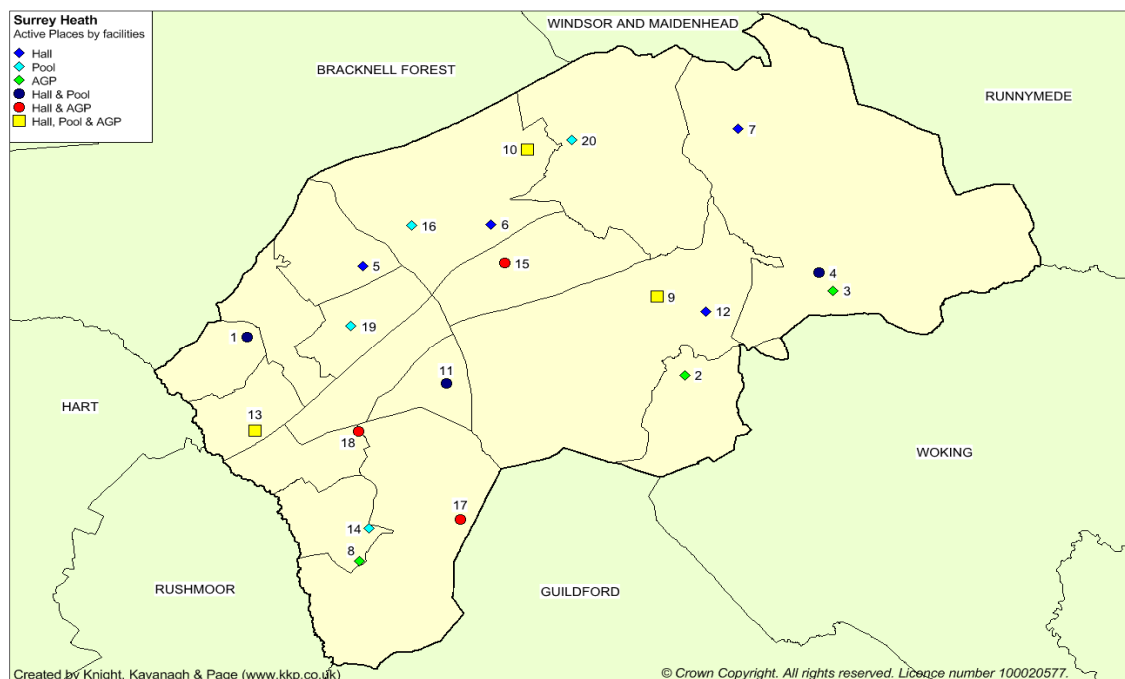 Surrey Heath
Active Places by facilities
Hall
Pool
AGP
Hall & Pool
Hall & AGP
Hall, Pool & AGP
WINDSOR AND MAIDENHEAD
BRACKNELL FOREST
RUNNYMEDE
7
20
10
16
6
15
5
4
3
9
12
19
1
11
2
13
HART
18
WOKING
17
14
8
RUSHMOOR
GUILDFORD
Created by Knight, Kavanagh & Page (www.kkp.co.uk)
© Crown Copyright. All rights reserved. Licence number 100020577.